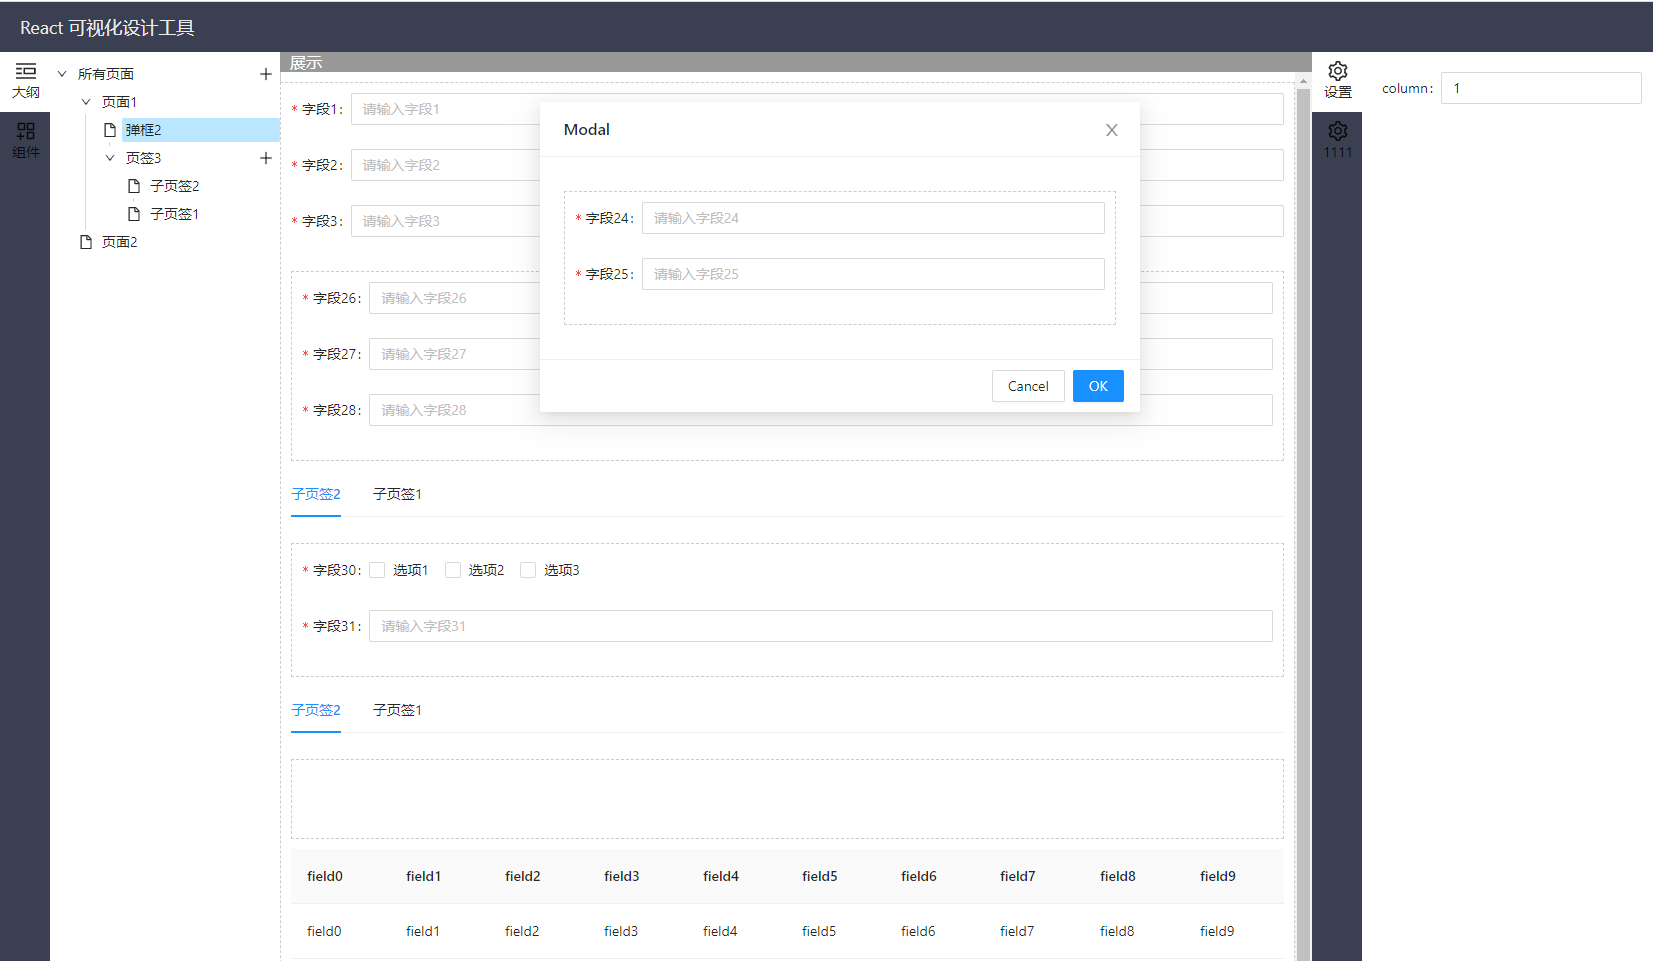 React 可视化设计工具
大纲
组件
所有页面
页面1
弹框2
页签3
子页签2
子页签1
页面2
展示
* 字段1: 请输入字段1
* 字段2: 请输入字段2
* 字段3: 请输入字段3
* 字段26: 请输入字段26
* 字段27: 请输入字段27
* 字段28: 请输入字段28
Modal
* 字段24: 请输入字段24
* 字段25: 请输入字段25
Cancel OK
子页签2 子页签1
* 字段30: 选项1 选项2 选项3
* 字段31: 请输入字段31
子页签2 子页签1
field0 field1 field2 field3 field4 field5 field6 field7 field8 field9
field0 field1 field2 field3 field4 field5 field6 field7 field8 field9
设置
1111
column: 1